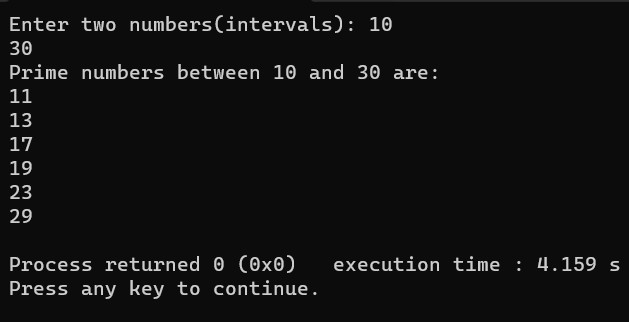 Enter two numbers(intervals): 10
30
Prime numbers between 10 and 30 are:
11
13
17
19
23
29
Process returned 0 (0x0)   execution time : 4.159 s
Press any key to continue.